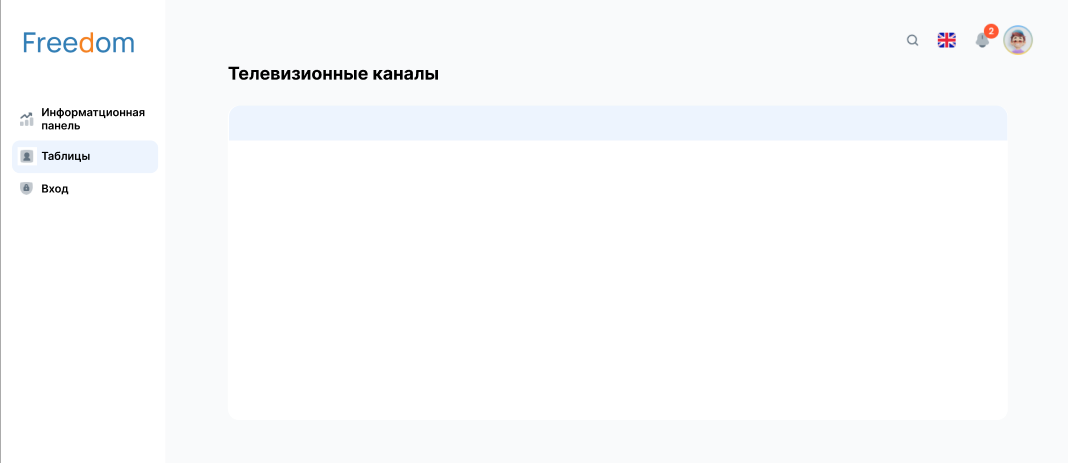 Freedom
2
Телевизионные каналы
Информатционная
панель
Таблицы
Вход